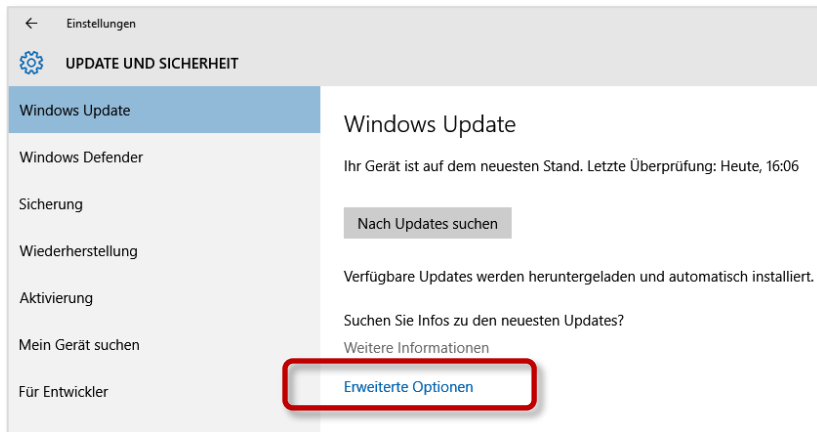 Einstellungen
UPDATE UND SICHERHEIT
Windows Update
Windows Defender
Sicherung
Wiederherstellung
Aktivierung
Mein Gerät suchen
Für Entwickler
Windows Update
Ihr Gerät ist auf dem neuesten Stand. Letzte Überprüfung: Heute, 16:06
Nach Updates suchen
Verfügbare Updates werden heruntergeladen und automatisch installiert.
Suchen Sie Infos zu den neuesten Updates?
Weitere Informationen
Erweiterte Optionen